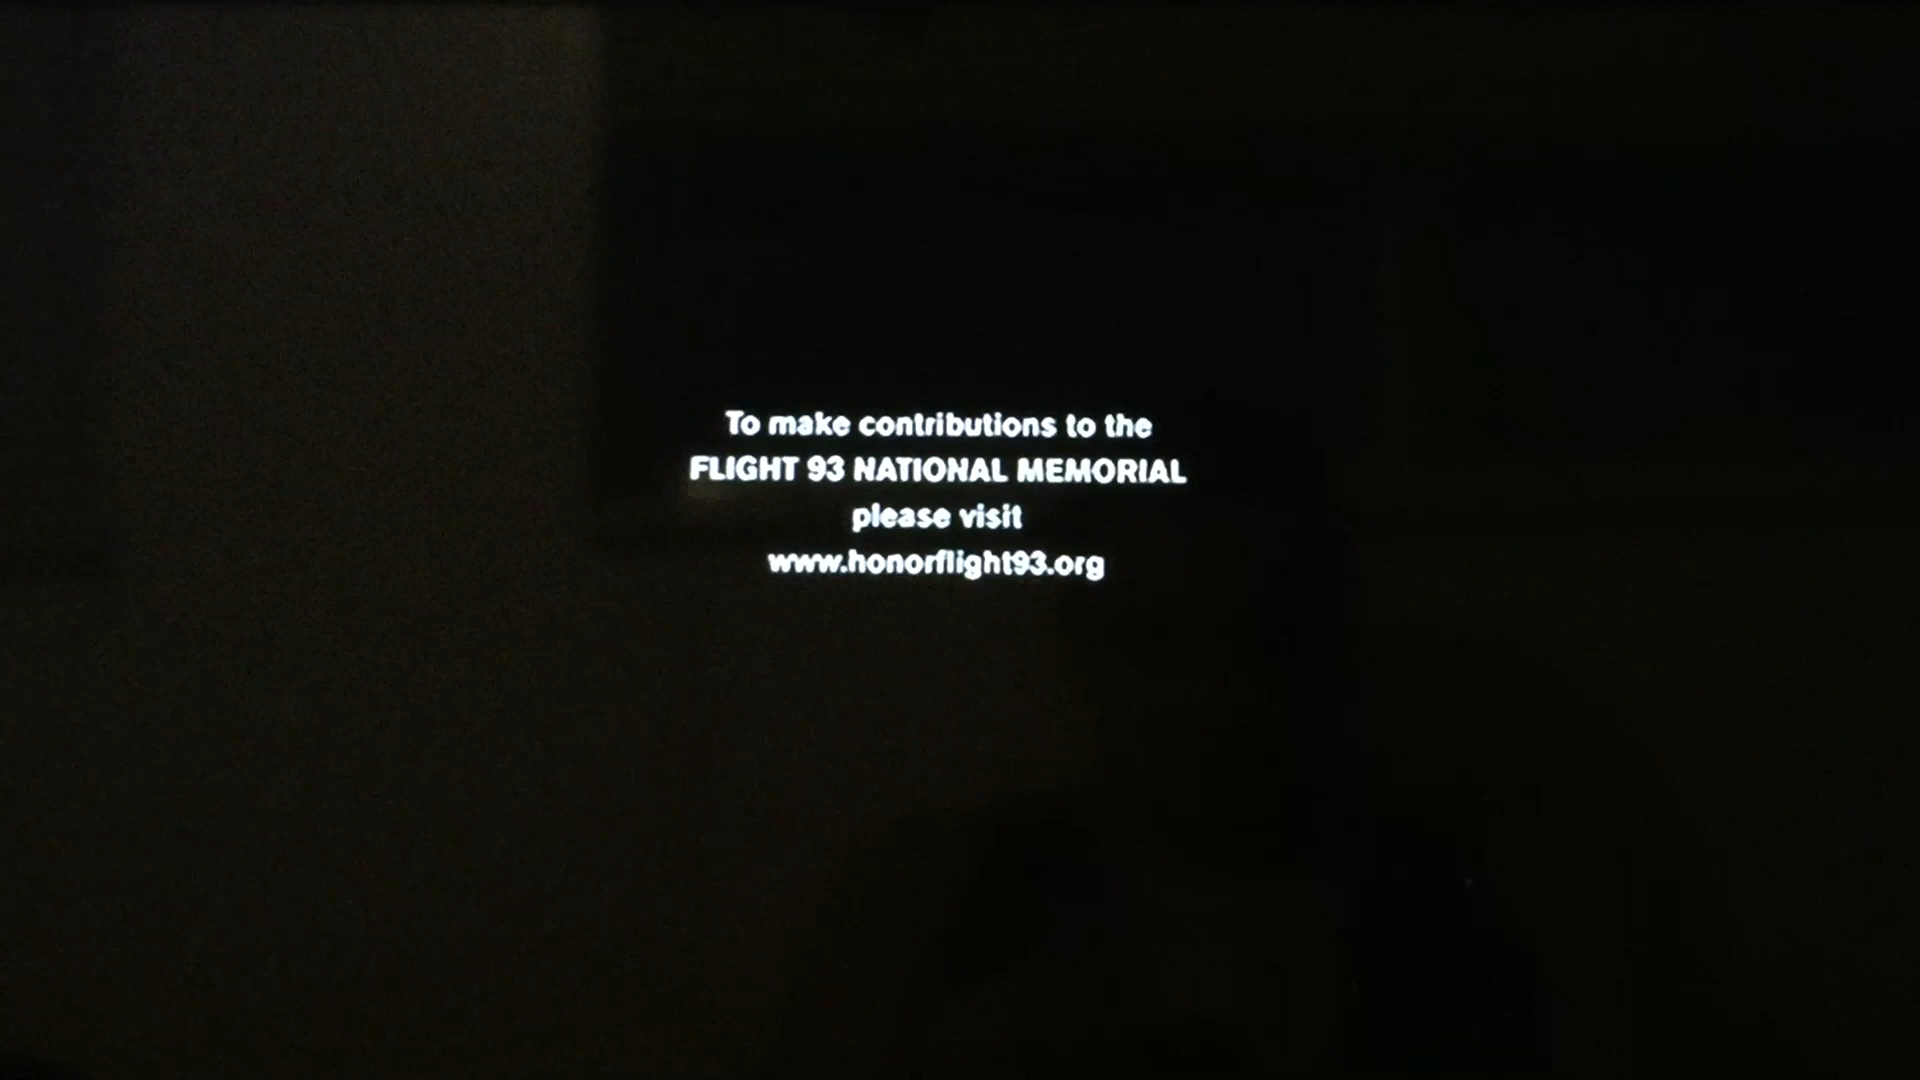 To make contributions to the
FLIGHT 93 NATIONAL MEMORIAL
please visit
www.honorflight93.org